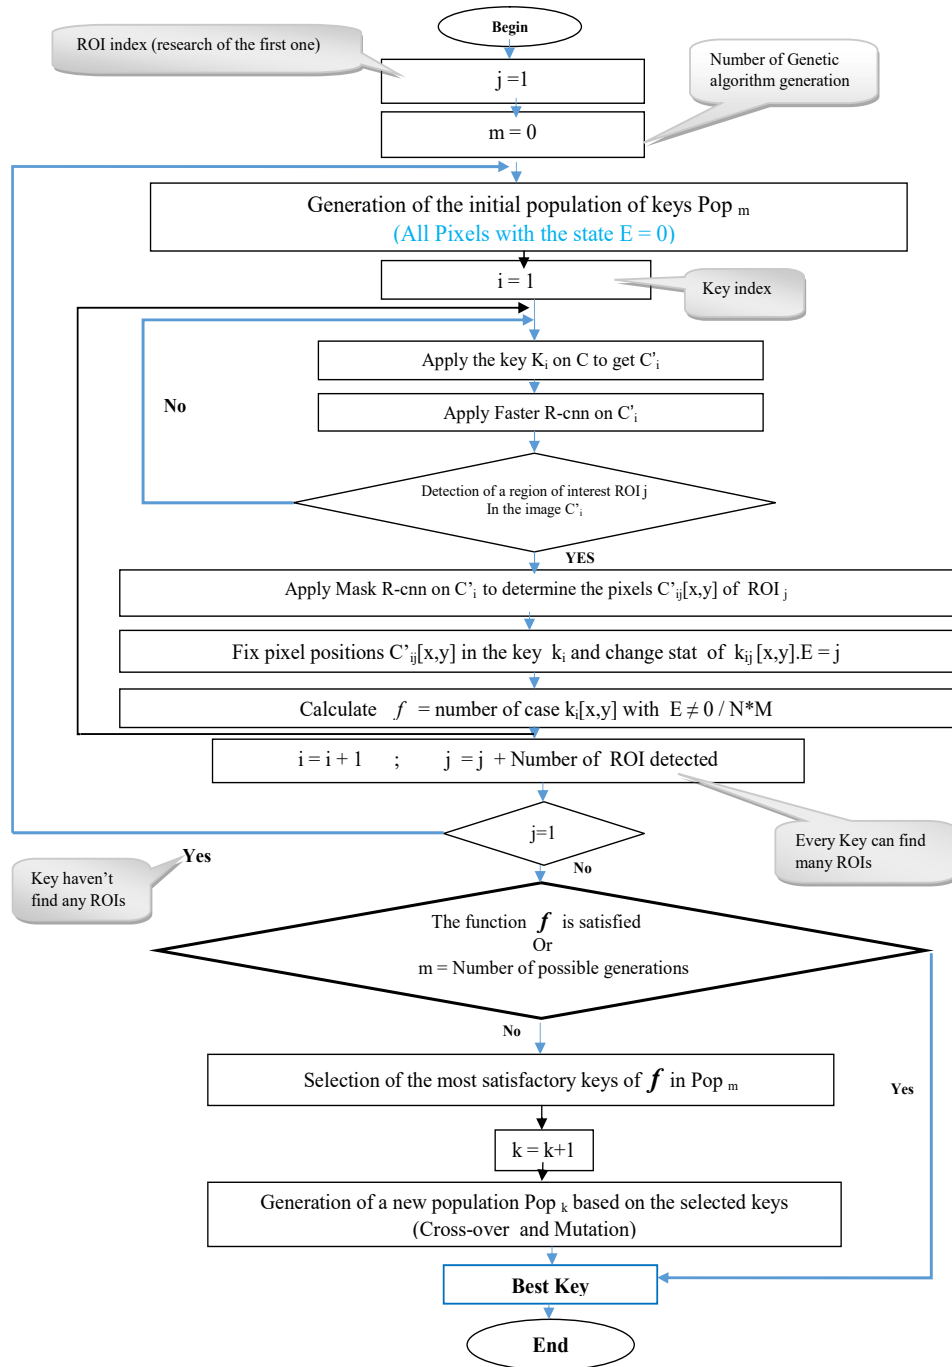 Begin
ROI index (research of the first one)
j =1
Number of Genetic
algorithm generation
m = 0
Generation of the initial population of keys Pop m
(All Pixels with the state E = 0)
i = 1
Key index
Apply the key Ki on C to get C'i
No
Apply Faster R-cnn on C'i
Detection of a region of interest ROI j
In the image C'i
YES
Apply Mask R-cnn on C'i to determine the pixels C'ij[x,y] of ROI j
Fix pixel positions C'ij[x,y] in the key ki and change stat of kij [x,y].E = j
Calculate f = number of case ki[x,y] with E ≠ 0 / N*M
i = i + 1 ; j = j + Number of ROI detected
j=1
Every Key can find
many ROIs
Yes
Key haven't
find any ROIs
No
The function f is satisfied
Or
m = Number of possible generations
No
Selection of the most satisfactory keys of f in Pop m
Yes
k = k+1
Generation of a new population Pop k based on the selected keys
(Cross-over and Mutation)
Best Key
End